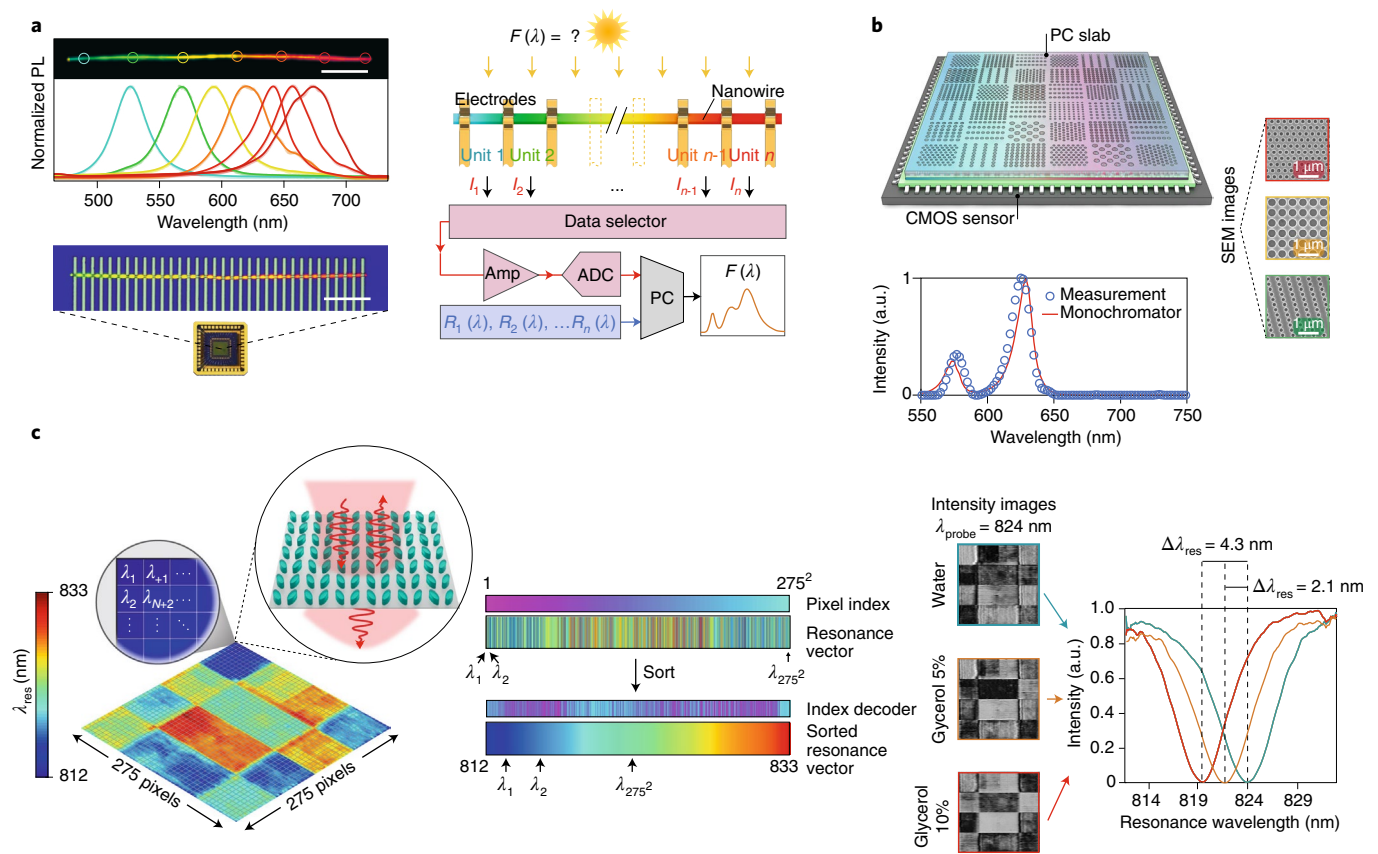 a
Normalized PL
500 550 600 650 700
Wavelength (nm)
F (λ) = ?
Electrodes
Nanowire
Unit 1 Unit 2 Unit n-1 Unit n
I1 I2 ... In-1 In
Data selector
Amp
ADC
PC
F (λ)
R1 (λ), R2 (λ), ...Rn (λ)
b
PC slab
CMOS sensor
SEM images
1 μm
1 μm
1 μm
Intensity (a.u.)
1
0
Measurement
Monochromator
550 600 650 700 750
Wavelength (nm)
c
λres (nm)
833
812
λ1 λ+1 ...
λ2 λN+2 ...
275 pixels
275 pixels
1 275²
Pixel index
Resonance
vector
λ1 λ2 λ275²
Sort
Index decoder
Sorted
resonance
vector
812 833
λ1 λ2 λ275²
Intensity images
λprobe = 824 nm
Water
Gycerol 5%
Glycerol
10%
Δλres = 4.3 nm
Δλres = 2.1 nm
Intensity (a.u.)
1.0
0.8
0.6
0.4
0.2
0
814 819 824 829
Resonance wavelength (nm)